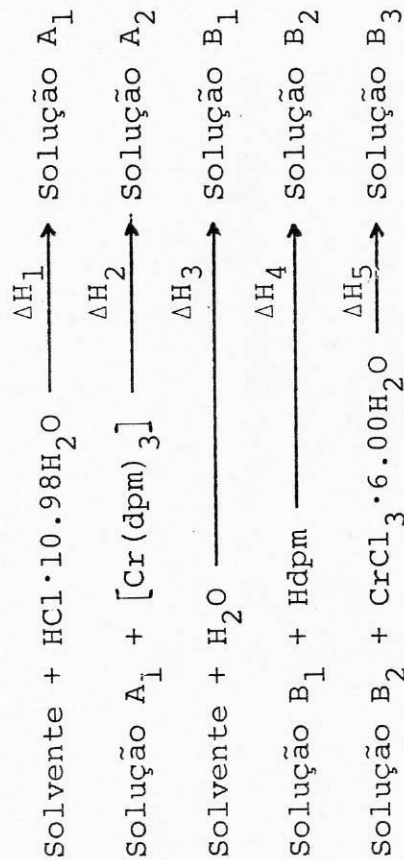 Solvente + HCl·10.98H₂O ΔH₁ → Solução A₁
Solução A₁ + [Cr(dpm)₃] ΔH₂ → Solução A₂
Solvente + H₂O ΔH₃ → Solução B₁
Solução B₁ + Hdpm ΔH₄ → Solução B₂
Solução B₂ + CrCl₃·6.00H₂O ΔH₅ → Solução B₃